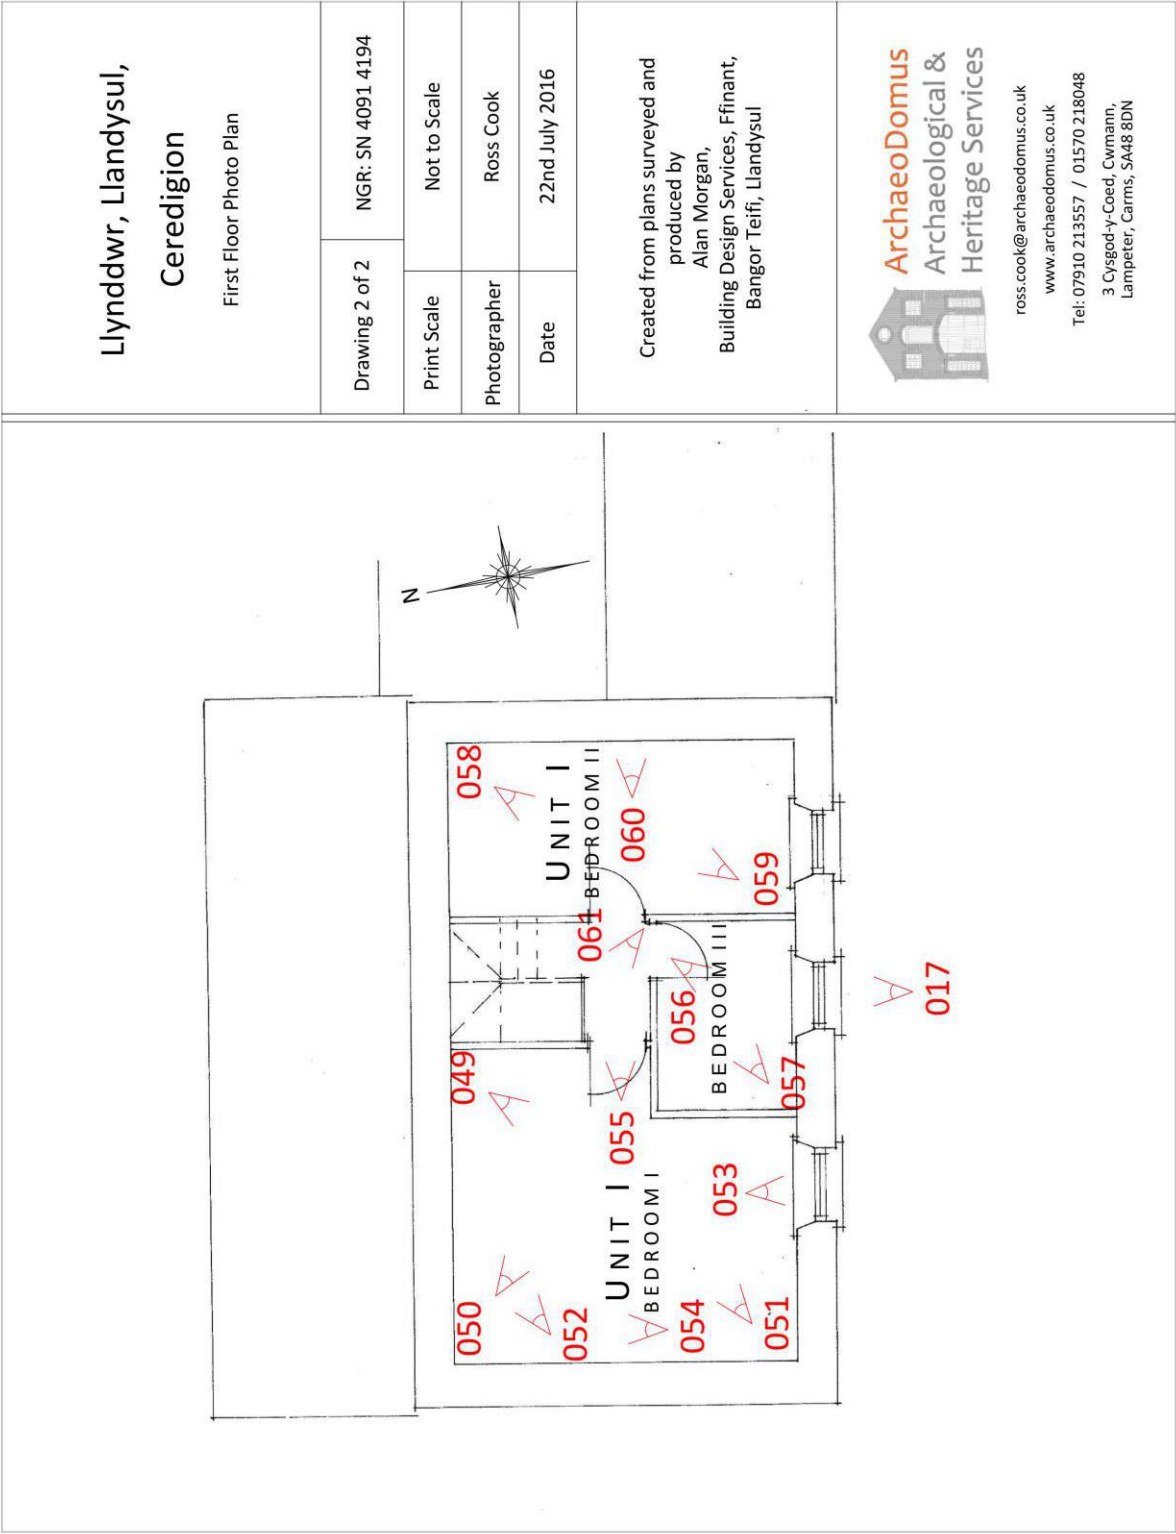 Llynddwr, Llandysul,
Ceredigion
First Floor Photo Plan
Drawing 2 of 2
NGR: SN 4091 4194
Print Scale
Not to Scale
Photographer
Ross Cook
Date
22nd July 2016
Created from plans surveyed and
produced by
Alan Morgan,
Building Design Services, Ffinant,
Bangor Teifi, Llandysul
ArchaeoDomus
Archaeological &
Heritage Services
ross.cook@archaeodomus.co.uk
www.archaeodomus.co.uk
Tel: 07910 213557 / 01570 218048
3 Cysgod-y-Coed, Cwmann,
Lampeter, Carms, SA48 8DN
N
050
049
058
052
055
061
UNIT I
BEDROOM II
060
UNIT I
BEDROOM I
054
053
056
BEDROOM III
059
051
057
017